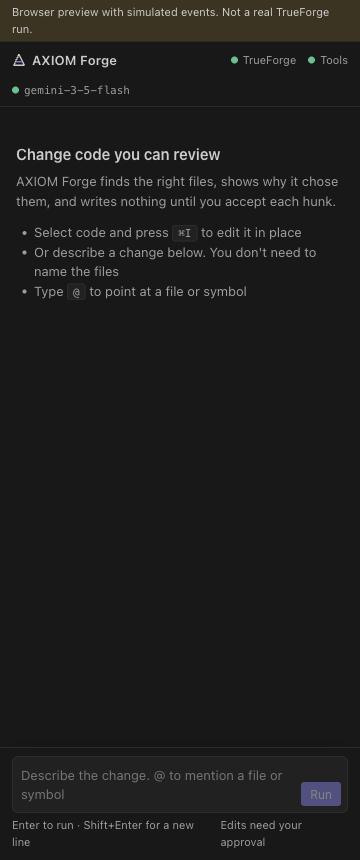 Browser preview with simulated events. Not a real TrueForge
run.
AXIOM Forge
TrueForge
Tools
gemini-3-5-flash
Change code you can review
AXIOM Forge finds the right files, shows why it chose
them, and writes nothing until you accept each hunk.
• Select code and press ⌘I to edit it in place
• Or describe a change below. You don't need to
name the files
• Type @ to point at a file or symbol
Describe the change. @ to mention a file or
symbol
Run
Enter to run · Shift+Enter for a new
line
Edits need your
approval